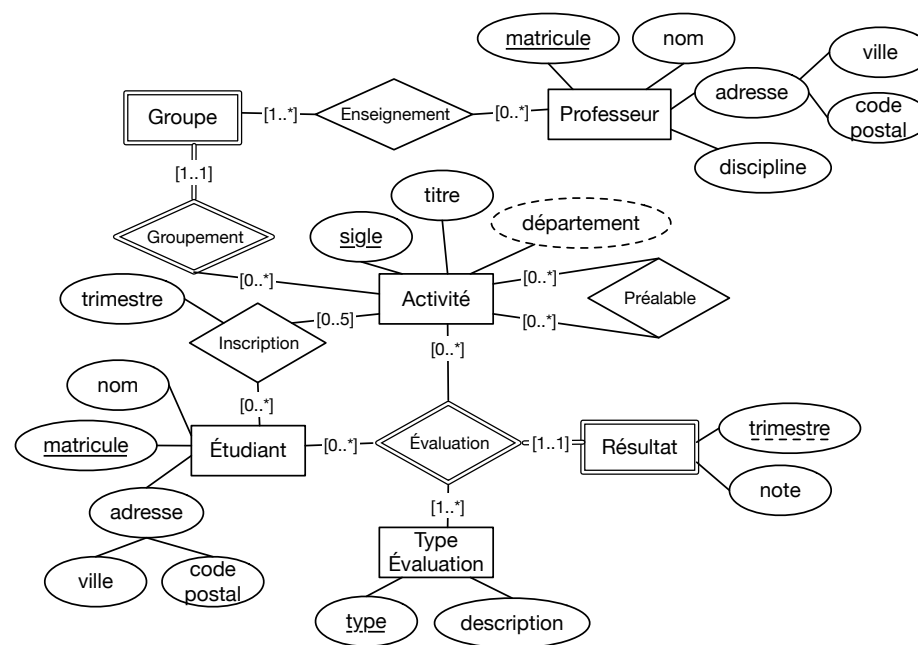 matricule
nom
ville
adresse
code
postal
Groupe
[1..*]
Enseignement
[0..*]
Professeur
discipline
[1..1]
titre
département
Groupement
sigle
[0..*]
Activité
[0..*]
Préalable
[0..*]
trimestre
[0..5]
Inscription
[0..*]
nom
[0..*]
matricule
Étudiant
[0..*]
Évaluation
[1..1]
Résultat
trimestre
note
adresse
[1..*]
ville
code
postal
Type
Évaluation
type
description